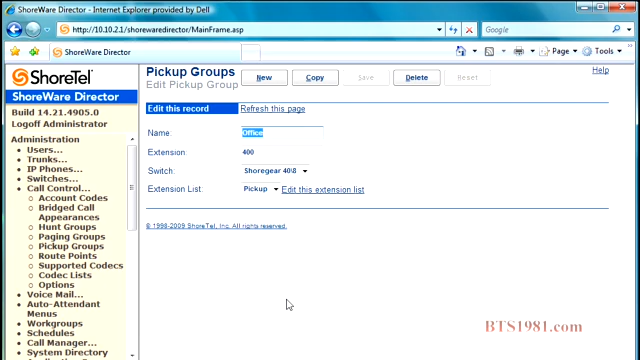 ShoreWare Director - Internet Explorer provided by Dell
http://10.10.2.1/shorewaredirector/MainFrame.asp
Google
ShoreWare Director
Page
Tools
ShoreTel
ShoreWare Director
Build 14.21.4905.0
Logoff Administrator
Administration
Users...
Trunks...
IP Phones...
Switches...
Call Control...
Account Codes
Bridged Call
Appearances
Hunt Groups
Paging Groups
Pickup Groups
Route Points
Supported Codecs
Codec Lists
Options
Voice Mail...
Auto-Attendant
Menus
Workgroups
Schedules
Call Manager...
System Directory
Pickup Groups
Edit Pickup Group
New
Copy
Save
Delete
Reset
Help
Edit this record
Refresh this page
Name:
Office
Extension:
400
Switch:
Shoregear 40\8
Extension List:
Pickup
Edit this extension list
© 1998-2009 ShoreTel, Inc. All rights reserved.
BTS1981.com